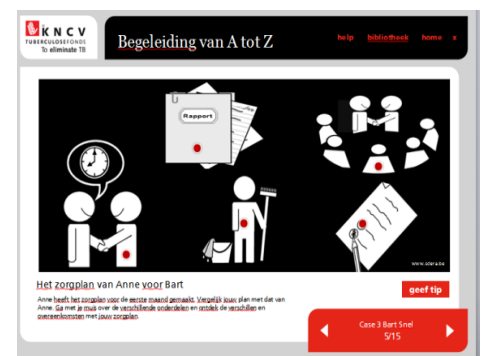 KNCV
TUBERCULOSEFONDS
To eliminate TB
Begeleiding van A tot Z
help bibliotheek home x
Rapport
www.xtera.be
Het zorgplan van Anne voor Bart
Anne heeft het zorgplan voor de eerste maand gemaakt. Vergelijk jouw plan met dat van
Anne. Ga met je muis over de verschillende onderdelen en ontdek de verschillen en
overeenkomsten met jouw zorgplan.
geef tip
Case 3 Bart Snel
5/15